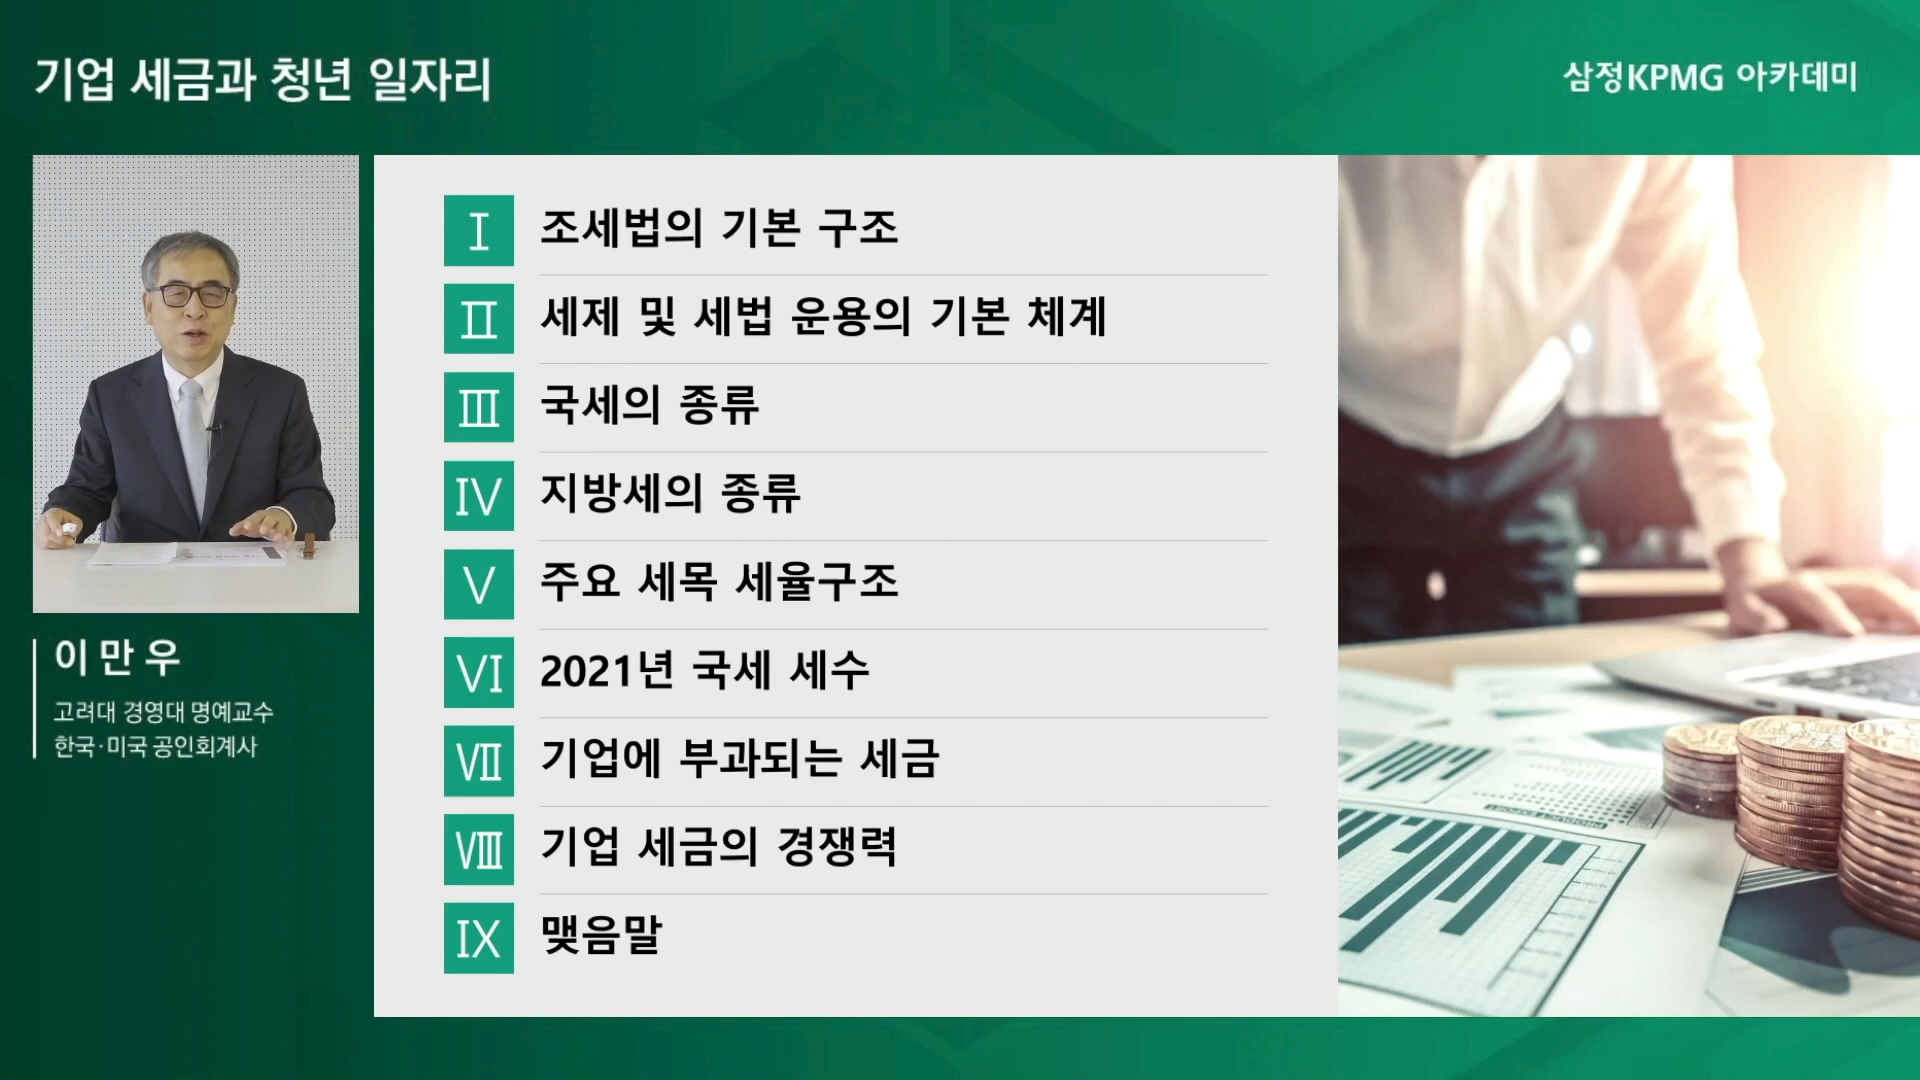 기업 세금과 청년 일자리
삼정KPMG 아카데미
Ⅰ 조세법의 기본 구조
Ⅱ 세제 및 세법 운용의 기본 체계
Ⅲ 국세의 종류
Ⅳ 지방세의 종류
Ⅴ 주요 세목 세율구조
Ⅵ 2021년 국세 세수
Ⅶ 기업에 부과되는 세금
Ⅷ 기업 세금의 경쟁력
Ⅸ 맺음말
이만우
고려대 경영대 명예교수
한국·미국 공인회계사
PRODUCT EXPORT